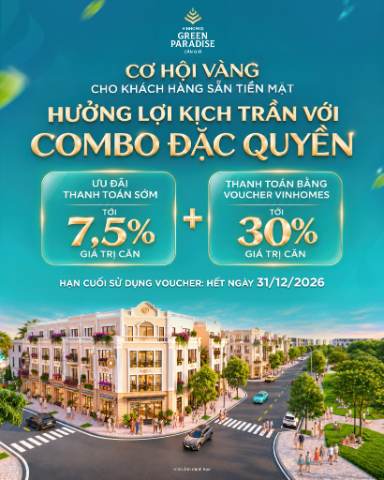 VINHOMES
GREEN
PARADISE
CẦN GIỜ
CƠ HỘI VÀNG
CHO KHÁCH HÀNG SẴN TIỀN MẶT
HƯỞNG LỢI KỊCH TRẦN VỚI
COMBO ĐẶC QUYỀN
ƯU ĐÃI
THANH TOÁN SỚM
TỚI
7,5%
GIÁ TRỊ CĂN
+
THANH TOÁN BẰNG
VOUCHER VINHOMES
TỚI
30%
GIÁ TRỊ CĂN
HẠN CUỐI SỬ DỤNG VOUCHER: HẾT NGÀY 31/12/2026